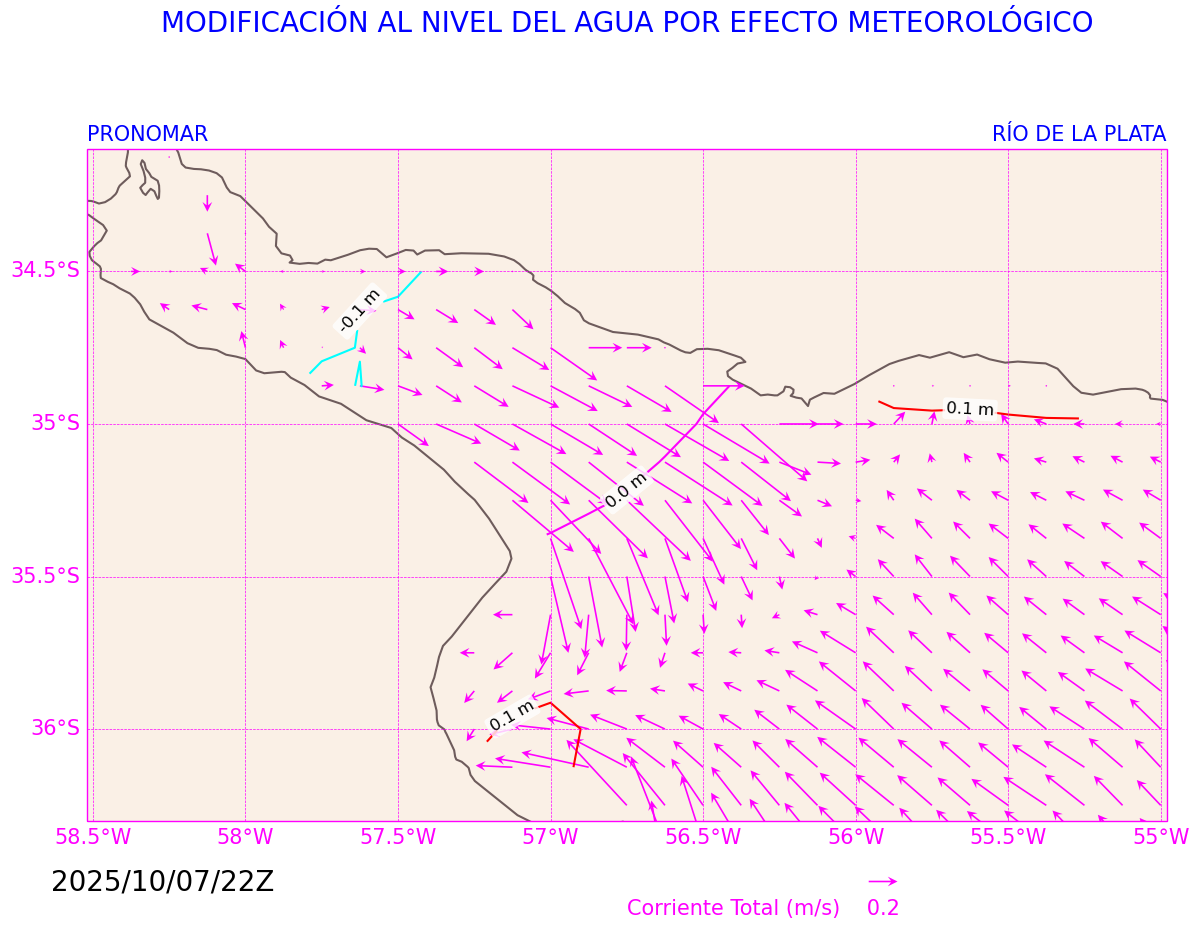 MODIFICACIÓN AL NIVEL DEL AGUA POR EFECTO METEOROLÓGICO
PRONOMAR
RÍO DE LA PLATA
34.5°S
-0.1 m
35°S
0.1 m
0.0 m
35.5°S
0.1 m
36°S
58.5°W
58°W
57.5°W
57°W
56.5°W
56°W
55.5°W
55°W
2025/10/07/22Z
Corriente Total (m/s)
0.2